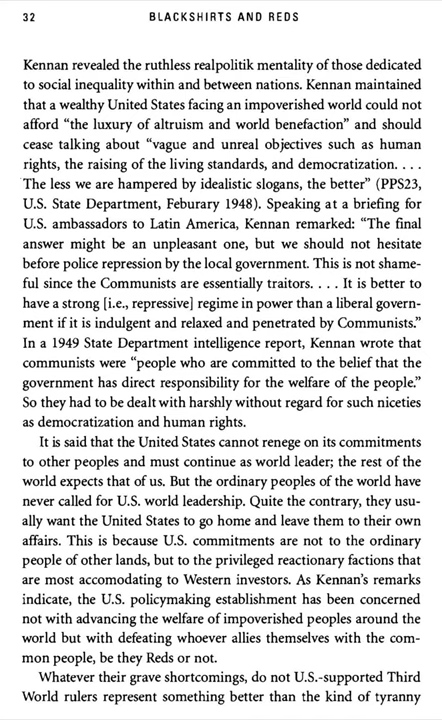 32 BLACKSHIRTS AND REDS
Kennan revealed the ruthless realpolitik mentality of those dedicated
to social inequality within and between nations. Kennan maintained
that a wealthy United States facing an impoverished world could not
afford “the luxury of altruism and world benefaction” and should
cease talking about “vague and unreal objectives such as human
rights, the raising of the living standards, and democratization. . . .
The less we are hampered by idealistic slogans, the better” (PPS23,
U.S. State Department, Feburary 1948). Speaking at a briefing for
U.S. ambassadors to Latin America, Kennan remarked: “The final
answer might be an unpleasant one, but we should not hesitate
before police repression by the local government. This is not shame-
ful since the Communists are essentially traitors. . . . It is better to
have a strong [i.e., repressive] regime in power than a liberal govern-
ment if it is indulgent and relaxed and penetrated by Communists.”
In a 1949 State Department intelligence report, Kennan wrote that
communists were “people who are committed to the belief that the
government has direct responsibility for the welfare of the people.”
So they had to be dealt with harshly without regard for such niceties
as democratization and human rights.
It is said that the United States cannot renege on its commitments
to other peoples and must continue as world leader; the rest of the
world expects that of us. But the ordinary peoples of the world have
never called for U.S. world leadership. Quite the contrary, they usu-
ally want the United States to go home and leave them to their own
affairs. This is because U.S. commitments are not to the ordinary
people of other lands, but to the privileged reactionary factions that
are most accomodating to Western investors. As Kennan’s remarks
indicate, the U.S. policymaking establishment has been concerned
not with advancing the welfare of impoverished peoples around the
world but with defeating whoever allies themselves with the com-
mon people, be they Reds or not.
Whatever their grave shortcomings, do not U.S.-supported Third
World rulers represent something better than the kind of tyranny